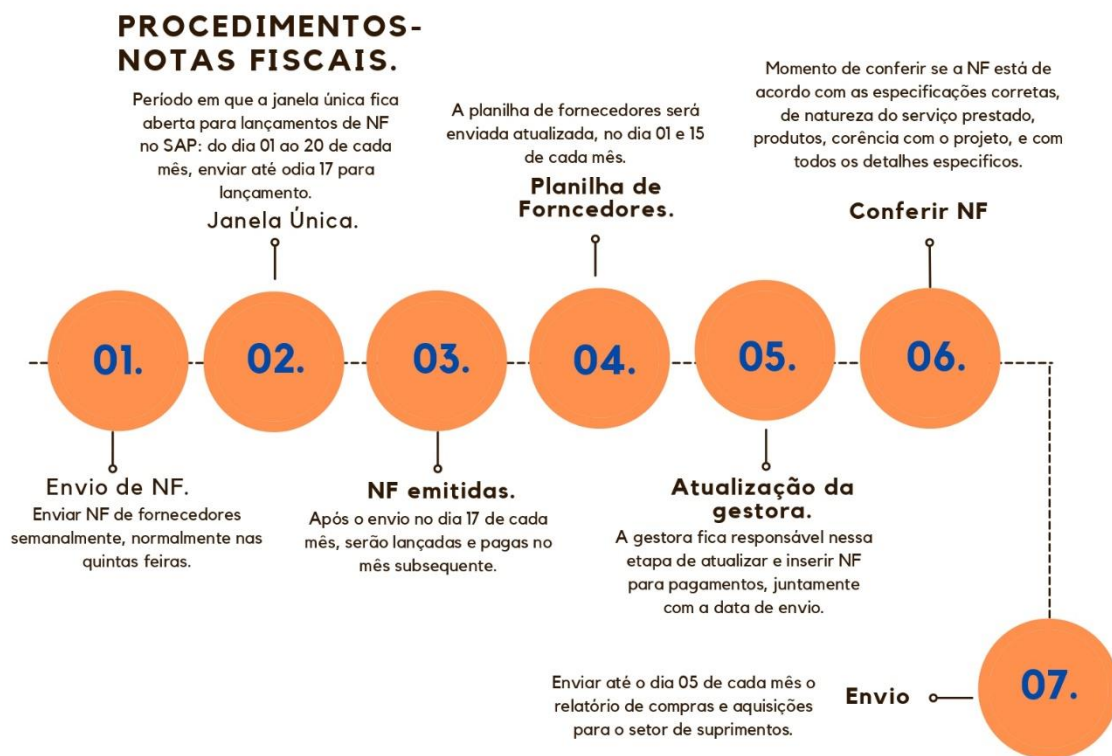 PROCEDIMENTOS-
NOTAS FISCAIS.
Período em que a janela única fica
aberta para lançamentos de NF
no SAP: do dia 01 ao 20 de cada
mês, enviar até odia 17 para
lançamento.
Janela Única.
A planilha de fornecedores será
enviada atualizada, no dia 01 e 15
de cada mês.
Planilha de
Forncedores.
Momento de conferir se a NF está de
acordo com as especificações corretas,
de natureza do serviço prestado,
produtos, corência com o projeto, e com
todos os detalhes especificos.
Conferir NF
01.
02.
03.
04.
05.
06.
Envio de NF.
Enviar NF de fornecedores
semanalmente, normalmente nas
quintas feiras.
NF emitidas.
Após o envio no dia 17 de cada
mês, serão lançadas e pagas no
mês subsequente.
Atualização da
gestora.
A gestora fica responsável nessa
etapa de atualizar e inserir NF
para pagamentos, juntamente
com a data de envio.
Enviar até o dia 05 de cada mês o
relatório de compras e aquisições
para o setor de suprimentos.
Envio
07.